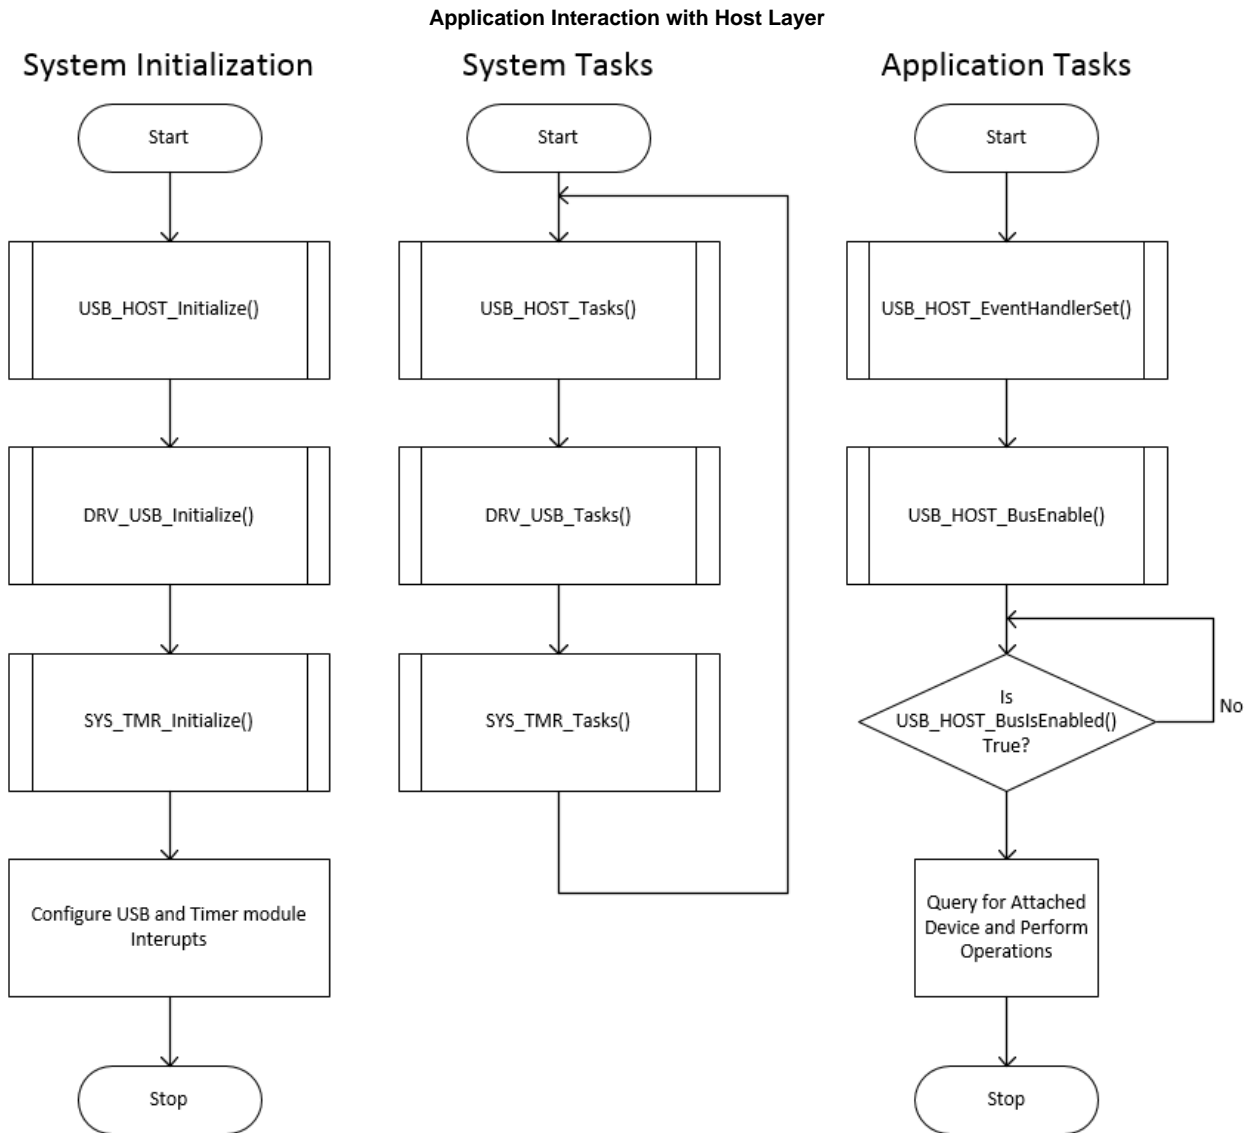 Application Interaction with Host Layer
System Initialization
Start
USB_HOST_Initialize()
DRV_USB_Initialize()
SYS_TMR_Initialize()
Configure USB and Timer module
Interupts
Stop
System Tasks
Start
USB_HOST_Tasks()
DRV_USB_Tasks()
SYS_TMR_Tasks()
Application Tasks
Start
USB_HOST_EventHandlerSet()
USB_HOST_BusEnable()
Is
USB_HOST_BusIsEnabled()
True?
No
Query for Attached
Device and Perform
Operations
Stop